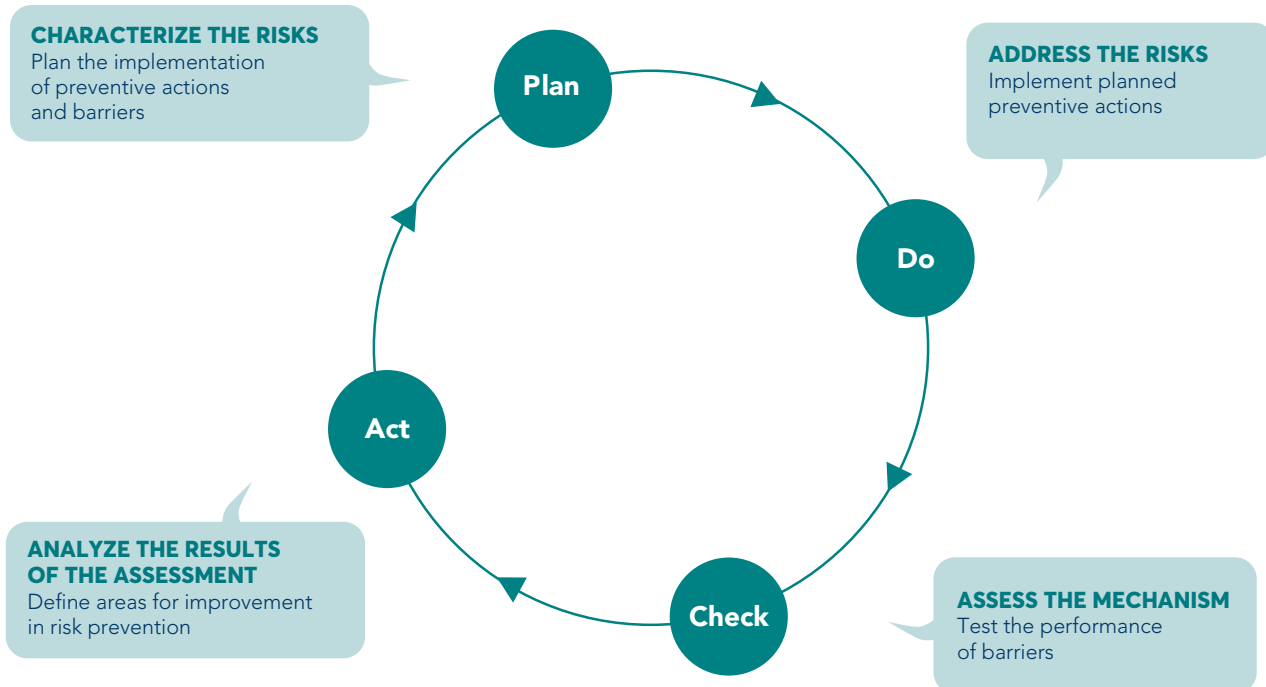 CHARACTERIZE THE RISKS
Plan the implementation
of preventive actions
and barriers
Plan
ADDRESS THE RISKS
Implement planned
preventive actions
Do
Act
ANALYZE THE RESULTS
OF THE ASSESSMENT
Define areas for improvement
in risk prevention
Check
ASSESS THE MECHANISM
Test the performance
of barriers